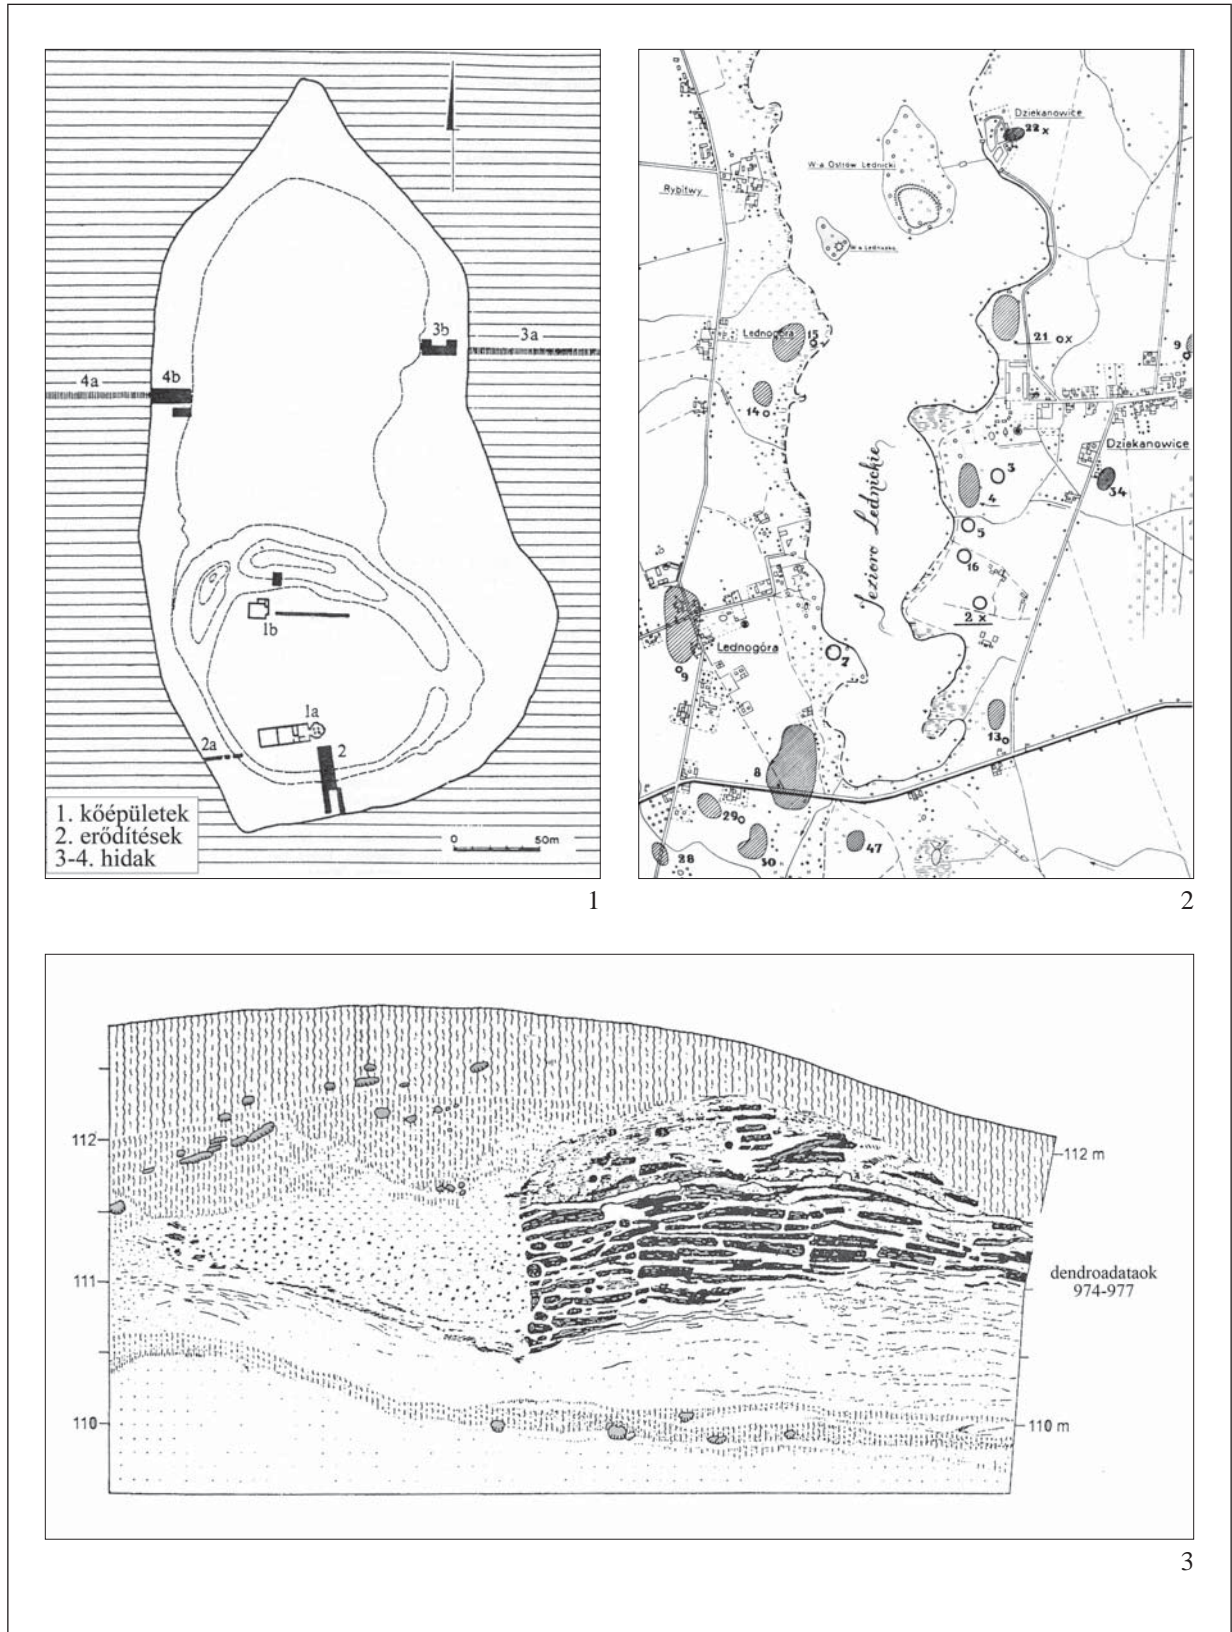 3b
3a
4a
4b
1b
1a
2
2a
1. kőépületek
2. erődítések
3-4. hidak
0
50m
1
Dziekanowice
22 x
W-a Ostrów Lednicki
Rybitwy
W-a Lednicka
Lednogóra
15
21
x
9
14
Dziekanowice
3
4
34
5
16
Jezioro Lednickie
2 x
Lednogóra
7
9
13
8
29
28
30
47
2
112
112 m
111
dendroadataok
974-977
110
110 m
3